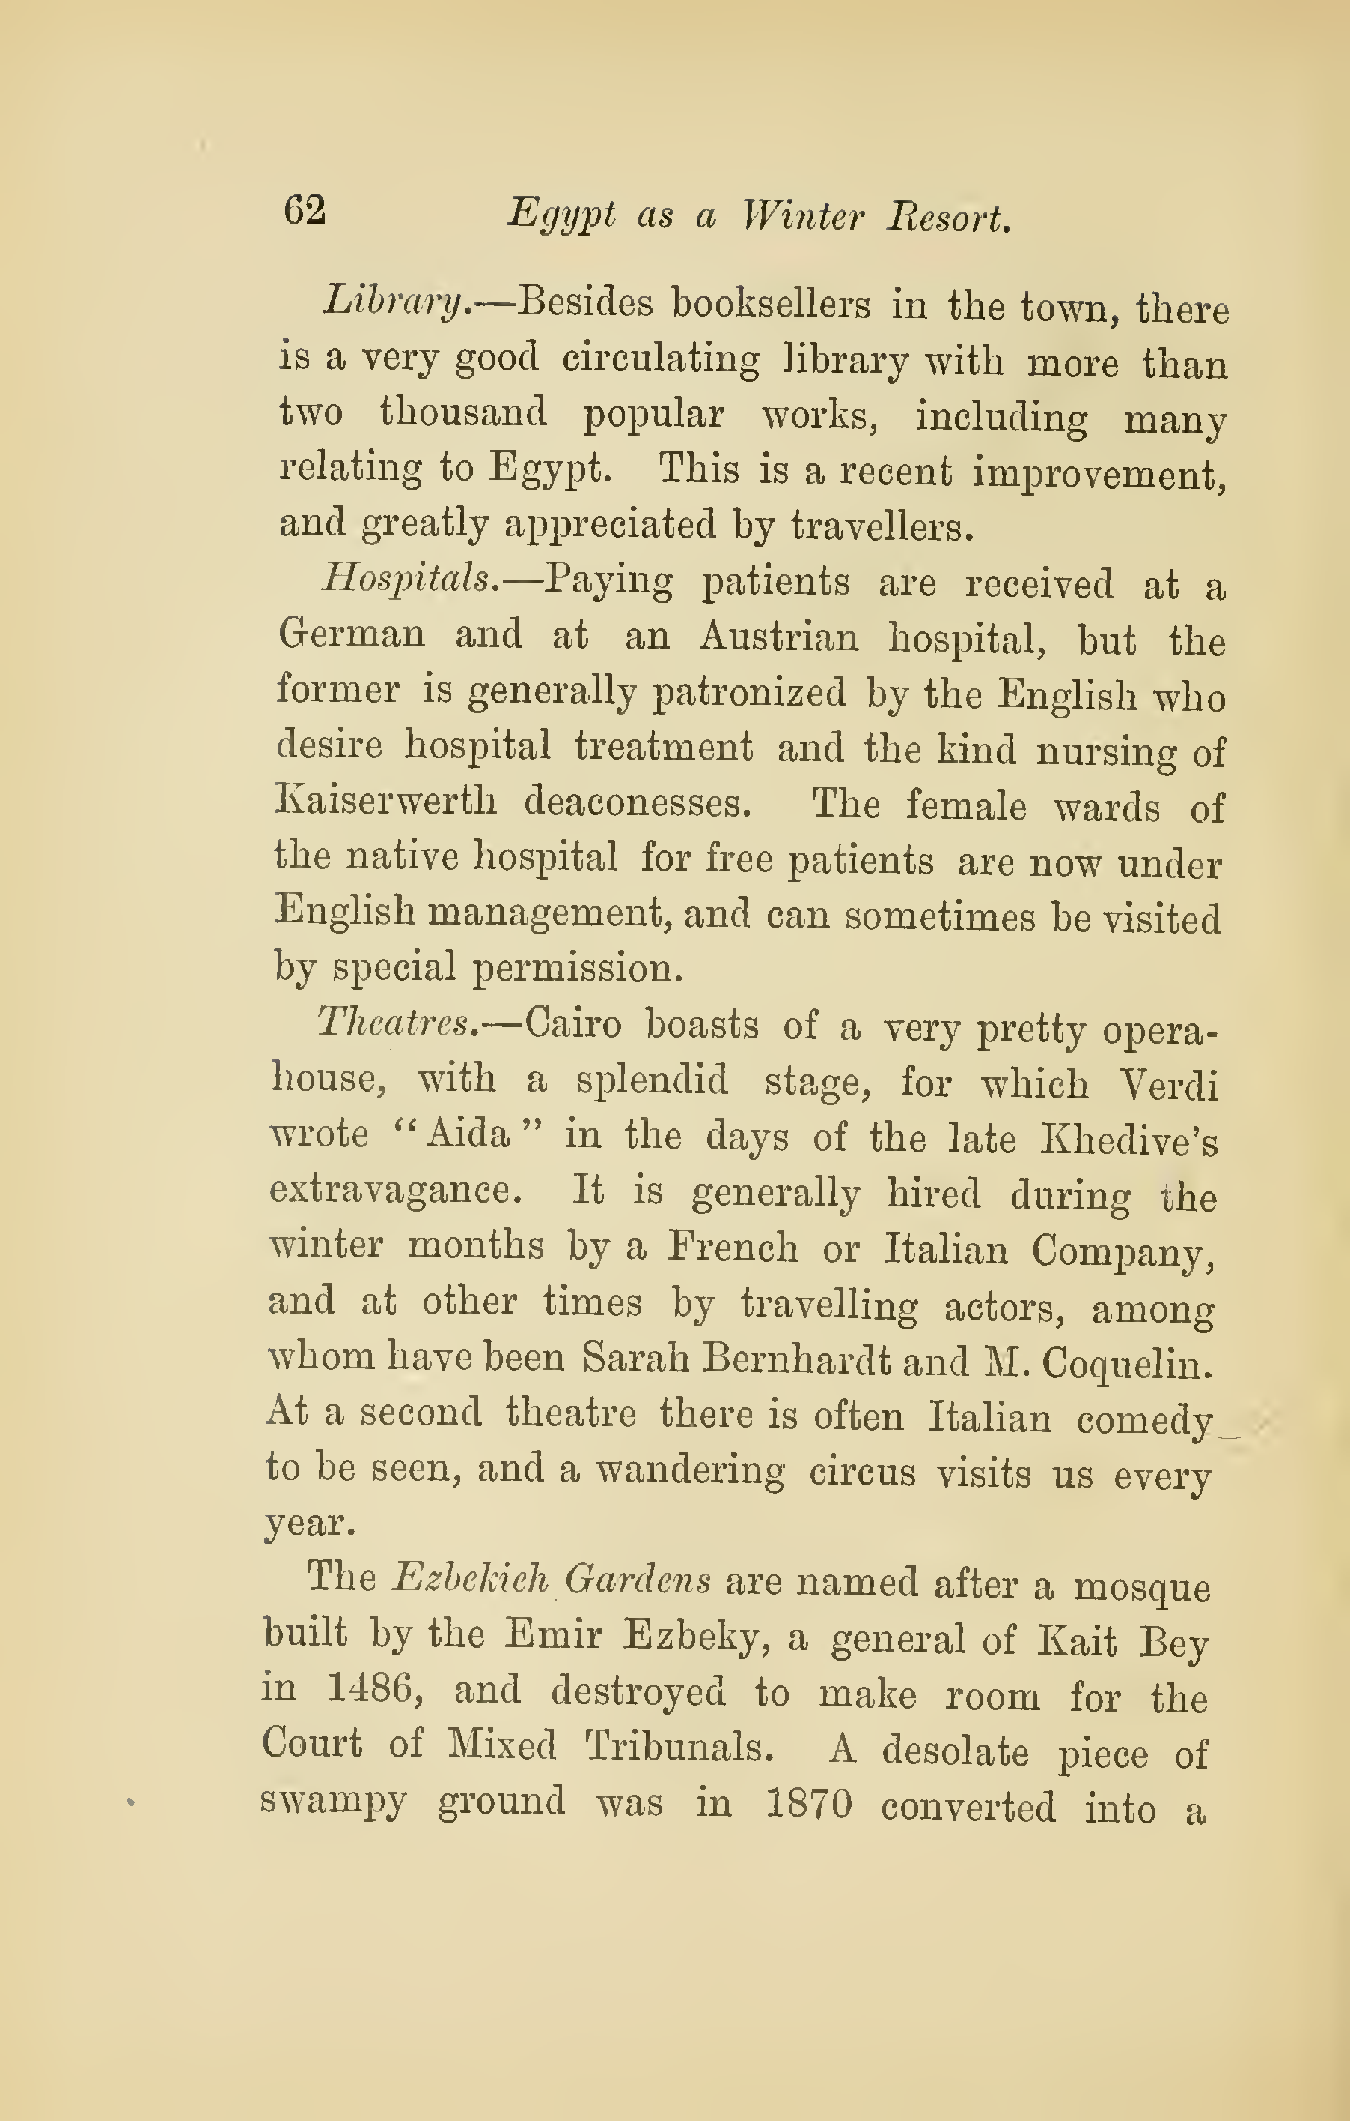 62 Egypt as a Winter Resort.
Library.—Besides booksellers in the town, there
is a very good circulating library with more than
two thousand popular works, including many
relating to Egypt. This is a recent improvement,
and greatly appreciated by travellers.
Hospitals.—Paying patients are received at a
German and at an Austrian hospital, but the
former is generally patronized by the English who
desire hospital treatment and the kind nursing of
Kaiserwerth deaconesses. The female wards of
the native hospital for free patients are now under
English management, and can sometimes be visited
by special permission.
Theatres.—Cairo boasts of a very pretty opera-
house, with a splendid stage, for which Verdi
wrote “Aida” in the days of the late Khedive's
extravagance. It is generally hired during the
winter months by a French or Italian Company,
and at other times by travelling actors, among
whom have been Sarah Bernhardt and M. Coquelin.
At a second theatre there is often Italian comedy
to be seen, and a wandering circus visits us every
year.
The Ezbekieh Gardens are named after a mosque
built by the Emir Ezbeky, a general of Kait Bey
in 1486, and destroyed to make room for the
Court of Mixed Tribunals. A desolate piece of
swampy ground was in 1870 converted into a